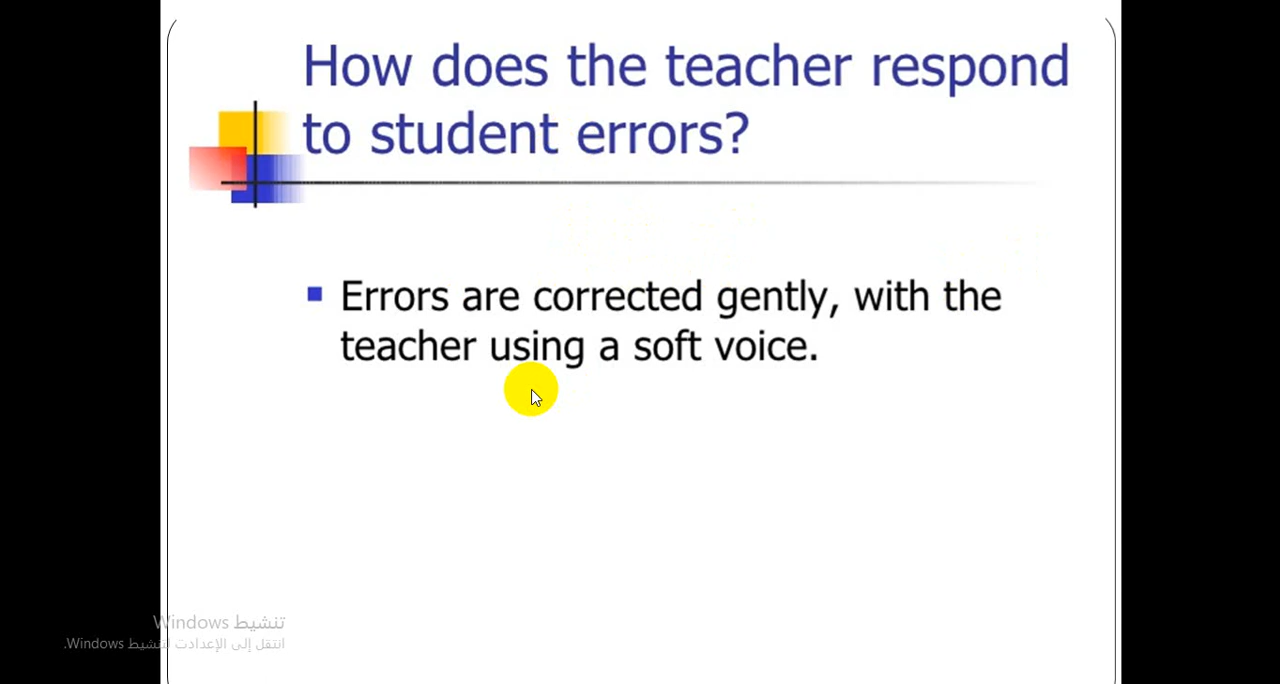 How does the teacher respond
to student errors?
Errors are corrected gently, with the
teacher using a soft voice.
تنشيط Windows
انتقل إلى الإعدادت لتنشيط Windows.